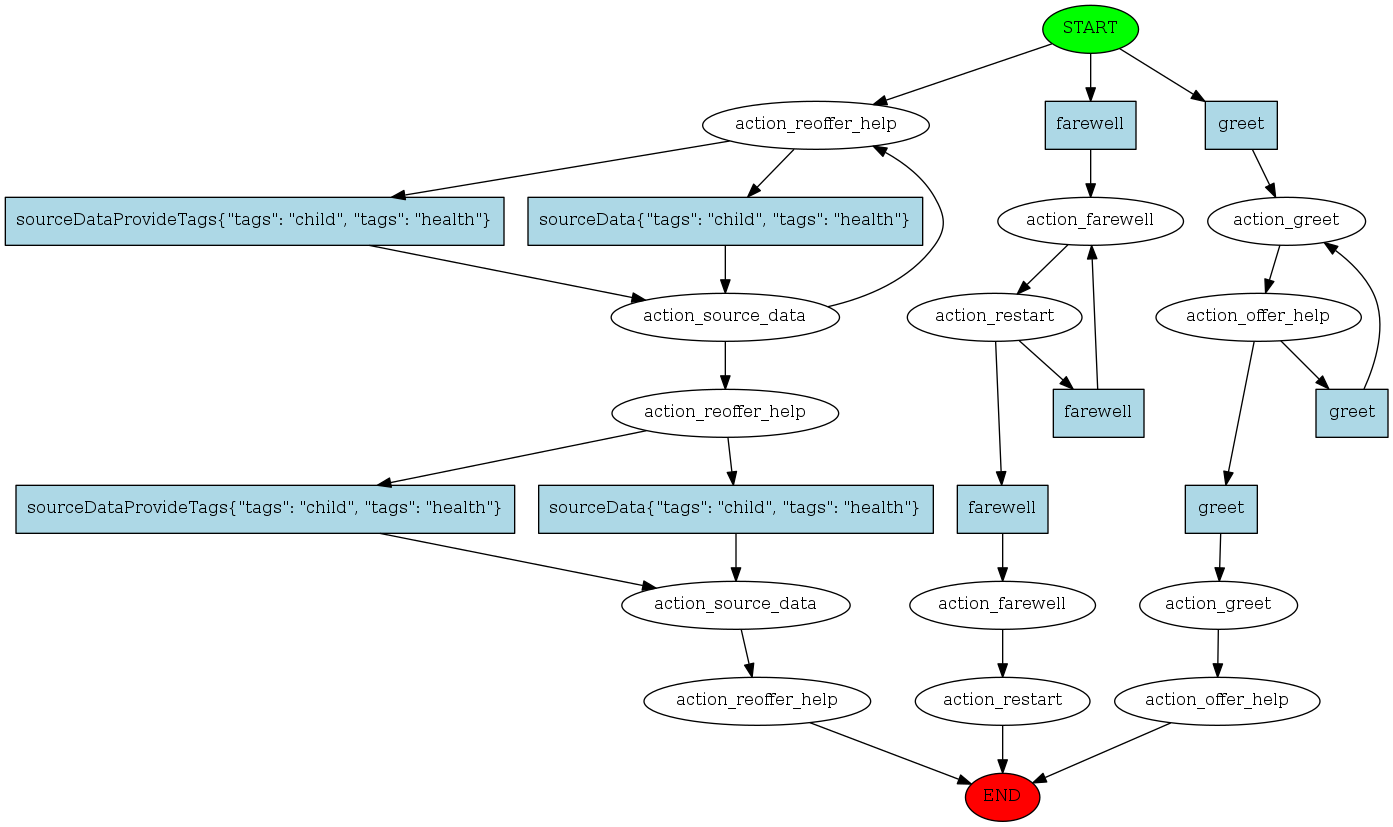 START
action_reoffer_help
farewell
greet
sourceDataProvideTags{"tags": "child", "tags": "health"}
sourceData{"tags": "child", "tags": "health"}
action_farewell
action_greet
action_source_data
action_restart
action_offer_help
action_reoffer_help
farewell
greet
sourceDataProvideTags{"tags": "child", "tags": "health"}
sourceData{"tags": "child", "tags": "health"}
farewell
greet
action_source_data
action_farewell
action_greet
action_reoffer_help
action_restart
action_offer_help
END